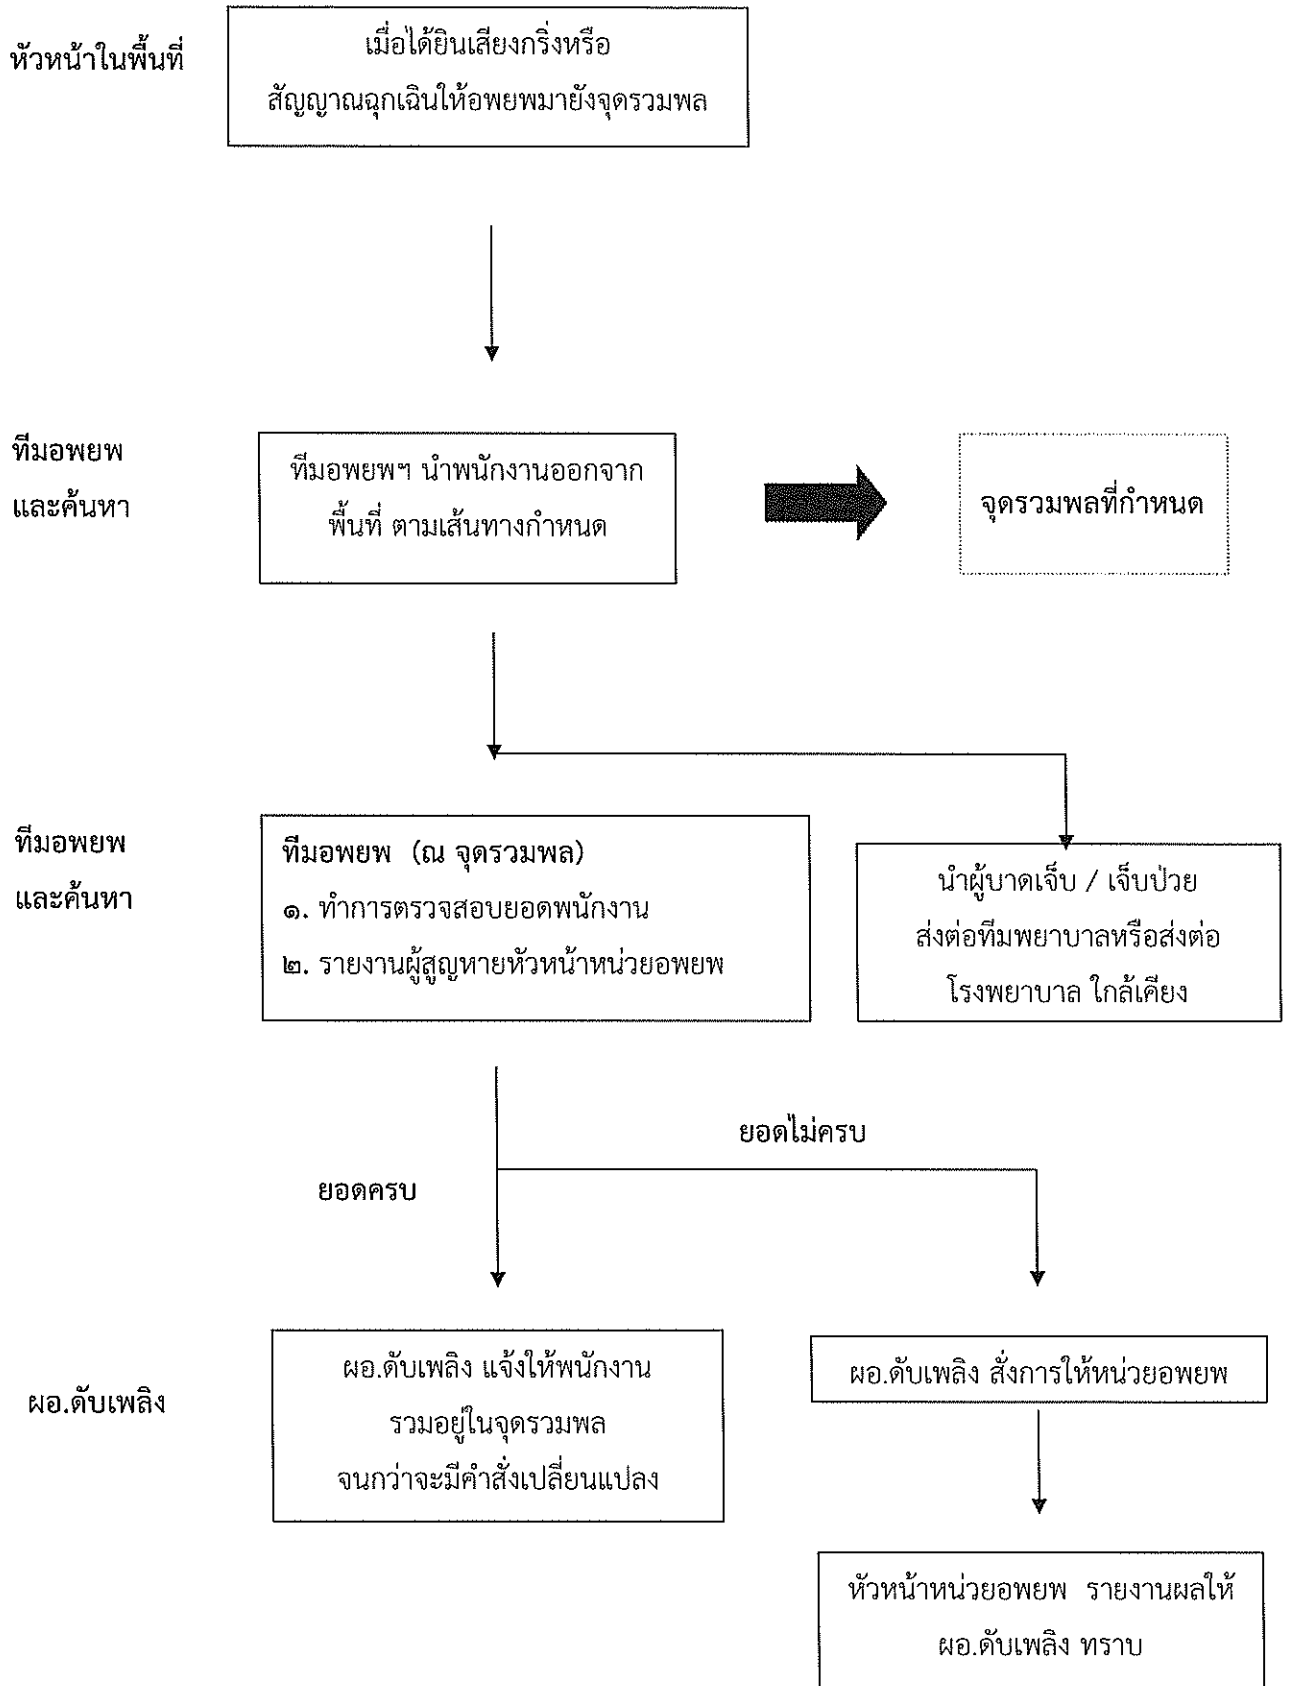 หัวหน้าในพื้นที่
เมื่อได้ยินเสียงกริ่งหรือ
สัญญาณฉุกเฉินให้อพยพมายังจุดรวมพล
ทีมอพยพ
และค้นหา
ทีมอพยพฯ นำพนักงานออกจาก
พื้นที่ ตามเส้นทางกำหนด
จุดรวมพลที่กำหนด
ทีมอพยพ
และค้นหา
ทีมอพยพ (ณ จุดรวมพล)
๑. ทำการตรวจสอบยอดพนักงาน
๒. รายงานผู้สูญหายหัวหน้าหน่วยอพยพ
นำผู้บาดเจ็บ / เจ็บป่วย
ส่งต่อทีมพยาบาลหรือส่งต่อ
โรงพยาบาล ใกล้เคียง
ยอดไม่ครบ
ยอดครบ
ผอ.ดับเพลิง
ผอ.ดับเพลิง แจ้งให้พนักงาน
รวมอยู่ในจุดรวมพล
จนกว่าจะมีคำสั่งเปลี่ยนแปลง
ผอ.ดับเพลิง สั่งการให้หน่วยอพยพ
หัวหน้าหน่วยอพยพ รายงานผลให้
ผอ.ดับเพลิง ทราบ